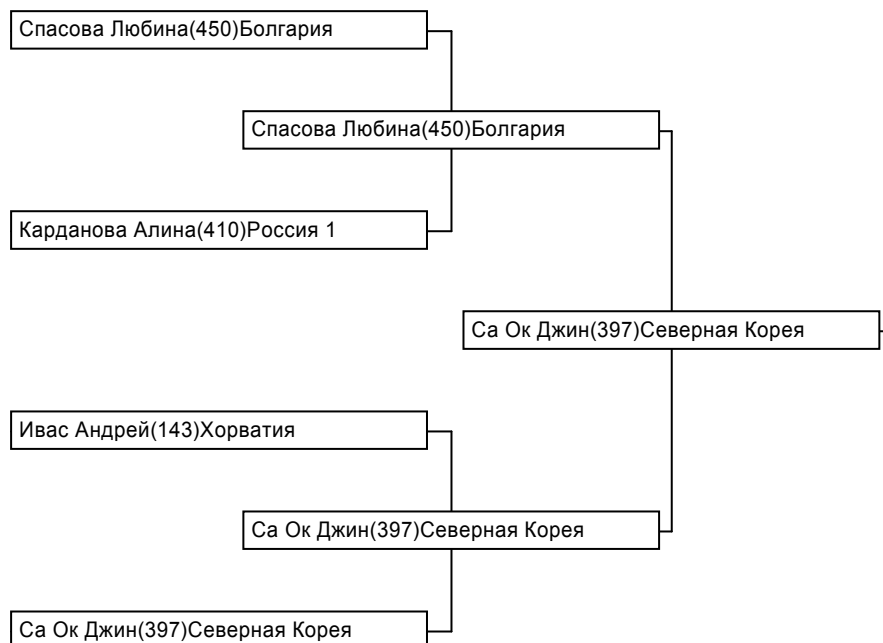 Спасова Любина(450)Болгария
Спасова Любина(450)Болгария
Карданова Алина(410)Россия 1
Са Ок Джин(397)Северная Корея
Ивас Андрей(143)Хорватия
Са Ок Джин(397)Северная Корея
Са Ок Джин(397)Северная Корея